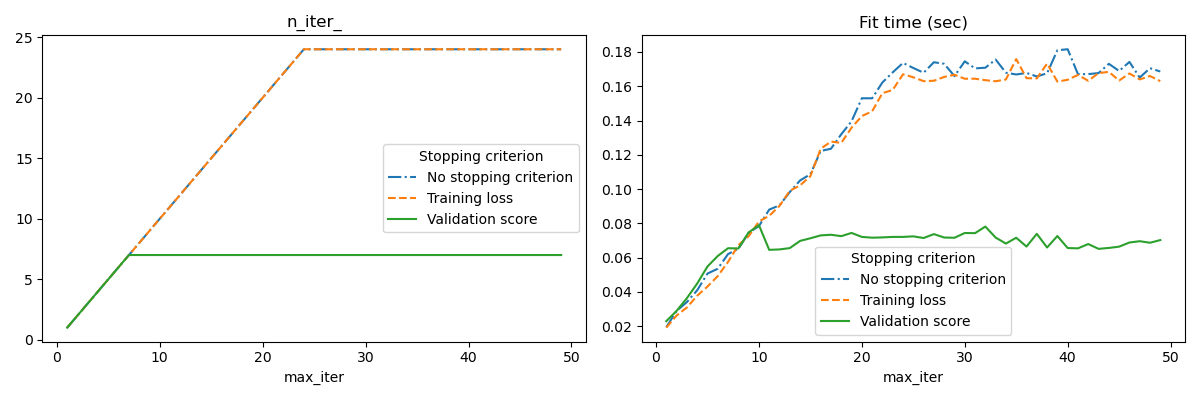 n_iter_
25
20
15
10
5
0
Stopping criterion
No stopping criterion
Training loss
Validation score
0 10 20 30 40 50
max_iter
Fit time (sec)
0.18
0.16
0.14
0.12
0.10
0.08
0.06
0.04
0.02
Stopping criterion
No stopping criterion
Training loss
Validation score
0 10 20 30 40 50
max_iter